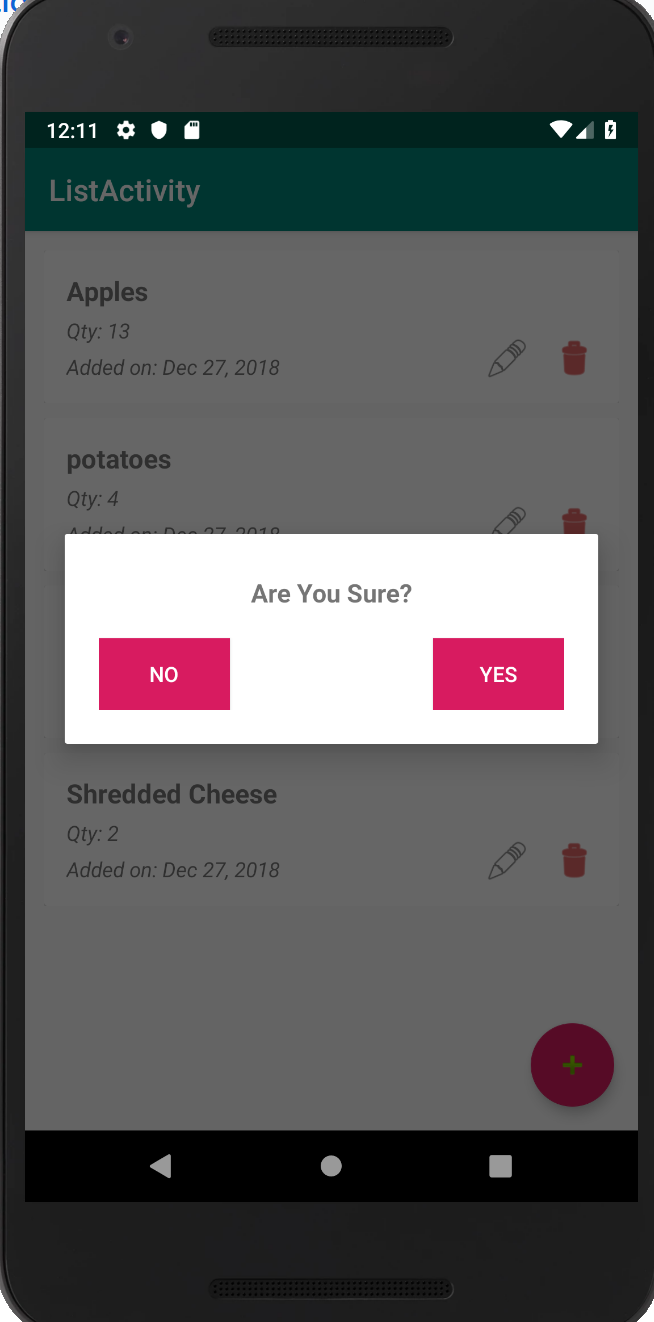 12:11
ListActivity
Apples
Qty: 13
Added on: Dec 27, 2018
potatoes
Qty: 4
Added on: Dec 27, 2018
Are You Sure?
NO
YES
Shredded Cheese
Qty: 2
Added on: Dec 27, 2018
+